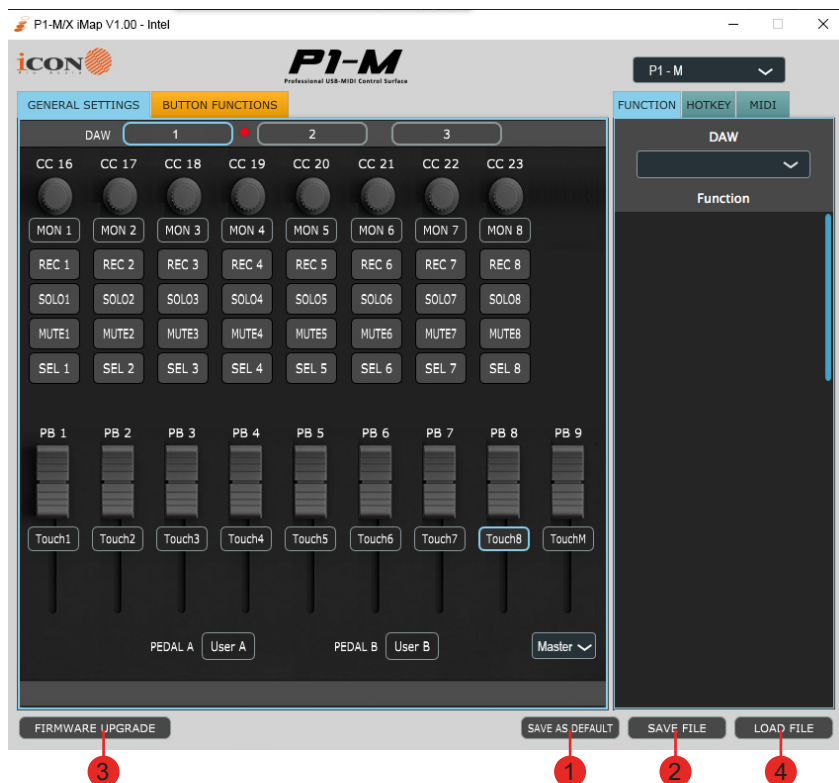 P1-M/X iMap V1.00 - Intel
icon
Pro Audio
P1-M
Professional USB-MIDI Control Surface
P1 - M
GENERAL SETTINGS BUTTON FUNCTIONS FUNCTION HOTKEY MIDI
DAW 1 2 3 DAW
CC 16 CC 17 CC 18 CC 19 CC 20 CC 21 CC 22 CC 23
Function
MON 1 MON 2 MON 3 MON 4 MON 5 MON 6 MON 7 MON 8
REC 1 REC 2 REC 3 REC 4 REC 5 REC 6 REC 7 REC 8
SOLO1 SOLO2 SOLO3 SOLO4 SOLO5 SOLO6 SOLO7 SOLO8
MUTE1 MUTE2 MUTE3 MUTE4 MUTE5 MUTE6 MUTE7 MUTE8
SEL 1 SEL 2 SEL 3 SEL 4 SEL 5 SEL 6 SEL 7 SEL 8
PB 1 PB 2 PB 3 PB 4 PB 5 PB 6 PB 7 PB 8 PB 9
Touch1 Touch2 Touch3 Touch4 Touch5 Touch6 Touch7 Touch8 TouchM
PEDAL A User A PEDAL B User B Master
FIRMWARE UPGRADE SAVE AS DEFAULT SAVE FILE LOAD FILE
3 1 2 4